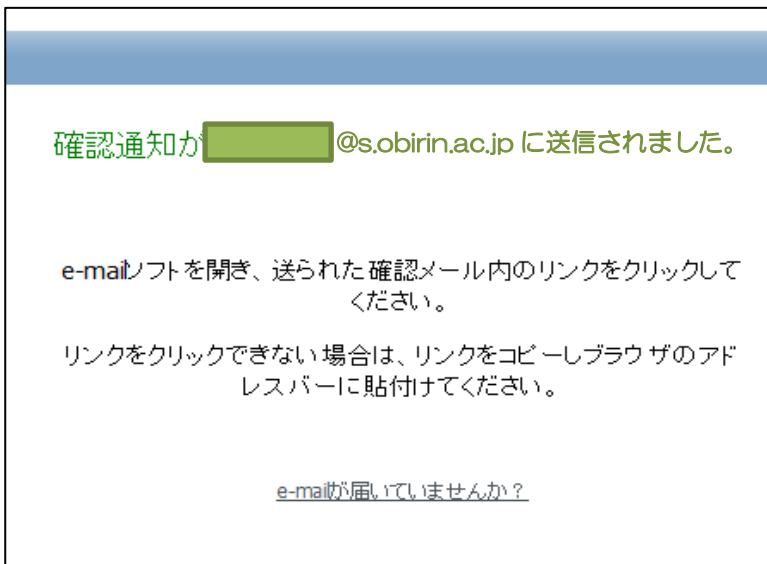 確認通知が@s.obirin.ac.jp に送信されました。
e-mailソフトを開き、送られた確認メール内のリンクをクリックして
ください。
リンクをクリックできない場合は、リンクをコピーしブラウザのアド
レスバーに貼付けてください。
e-mailが届いていませんか？